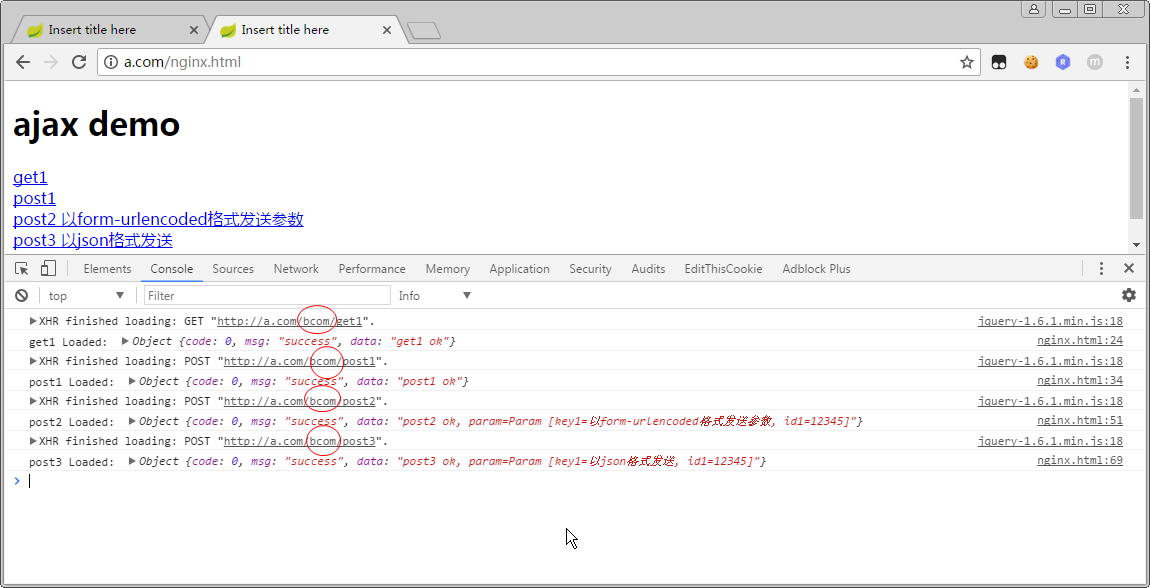 Insert title here
Insert title here
a.com/nginx.html
ajax demo
get1
post1
post2 以form-urlencoded格式发送参数
post3 以json格式发送
Elements Console Sources Network Performance Memory Application Security Audits EditThisCookie Adblock Plus
top Filter Info
XHR finished loading: GET "http://a.com/bcom/get1". jquery-1.6.1.min.js:18
get1 Loaded: Object {code: 0, msg: "success", data: "get1 ok"} nginx.html:24
XHR finished loading: POST "http://a.com/bcom/post1". jquery-1.6.1.min.js:18
post1 Loaded: Object {code: 0, msg: "success", data: "post1 ok"} nginx.html:34
XHR finished loading: POST "http://a.com/bcom/post2". jquery-1.6.1.min.js:18
post2 Loaded: Object {code: 0, msg: "success", data: "post2 ok, param=Param [key1=以form-urlencoded格式发送参数, id1=12345]"} nginx.html:51
XHR finished loading: POST "http://a.com/bcom/post3". jquery-1.6.1.min.js:18
post3 Loaded: Object {code: 0, msg: "success", data: "post3 ok, param=Param [key1=以json格式发送, id1=12345]"} nginx.html:69